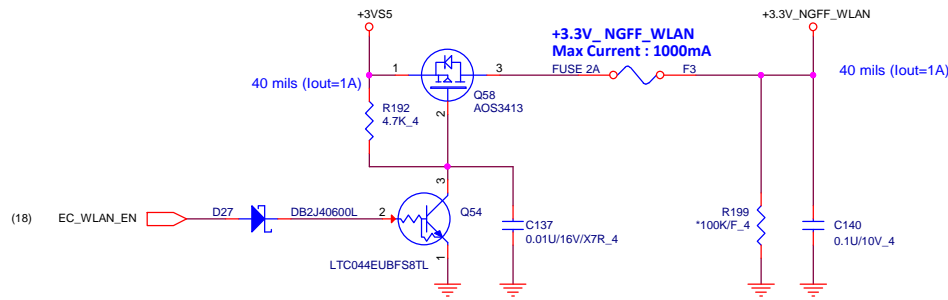 +3VS5
+3.3V_NGFF_WLAN
+3.3V_ NGFF_WLAN
Max Current : 1000mA
1
3
FUSE 2A
F3
40 mils (Iout=1A)
40 mils (Iout=1A)
Q58
AOS3413
R192
4.7K_4
2
3
(18)
EC_WLAN_EN
D27
DB2J40600L
2
Q54
C137
0.01U/16V/X7R_4
R199
*100K/F_4
C140
0.1U/10V_4
LTC044EUBFS8TL
1